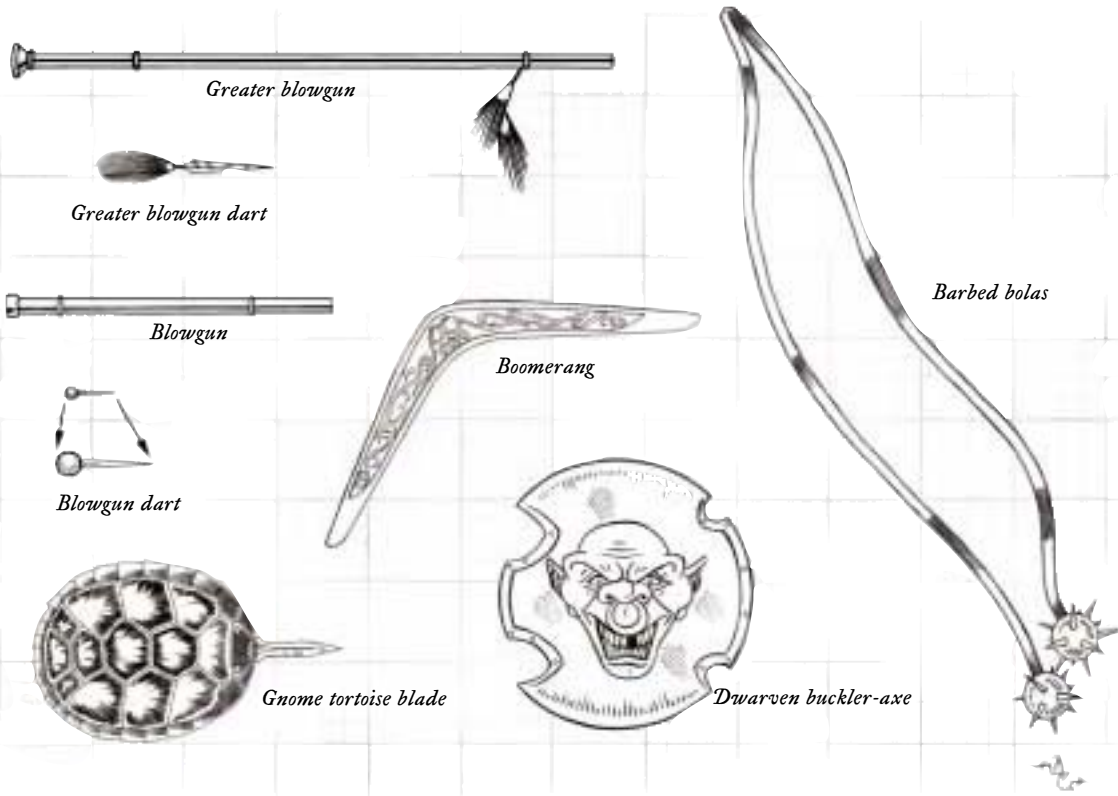 Greater blowgun
Greater blowgun dart
Barbed bolas
Blowgun
Boomerang
Blowgun dart
Gnome tortoise blade
Dwarven buckler-axe